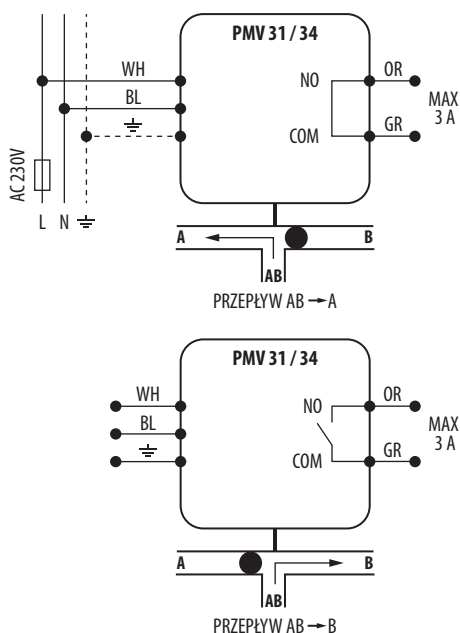 PMV 31 / 34
WH
BL
NO
COM
OR
GR
MAX
3 A
AC 230V
L N
A
B
AB
PRZEPŁYW AB → A
PMV 31 / 34
WH
BL
NO
COM
OR
GR
MAX
3 A
A
B
AB
PRZEPŁYW AB → B